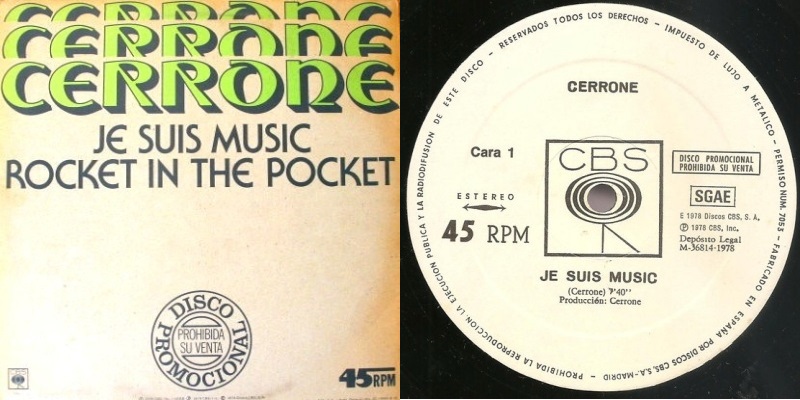 CERRONE
CERRONE
CERRONE
JE SUIS MUSIC
ROCKET IN THE POCKET
DISCO PROMOCIONAL
PROHIBIDA
SU VENTA
45 RPM
CERRONE
Cara 1
CBS
ESTEREO
45 RPM
DISCO PROMOCIONAL
PROHIBIDA SU VENTA
SGAE
E 1978 Discos CBS, S. A.
Ⓟ 1978 CBS, Inc.
Depósito Legal
M-36814-1978
JE SUIS MUSIC
(Cerrone) 7'40''
Producción: Cerrone
PROHIBIDA LA REPRODUCCION LA EJECUCION PUBLICA Y LA RADIODIFUSION DE ESTE DISCO - RESERVADOS TODOS LOS DERECHOS - IMPUESTO DE LUJO A METALICO - PERMISO NUM. 7053 - FABRICADO EN ESPAÑA POR DISCOS CBS, S.A. - MADRID -